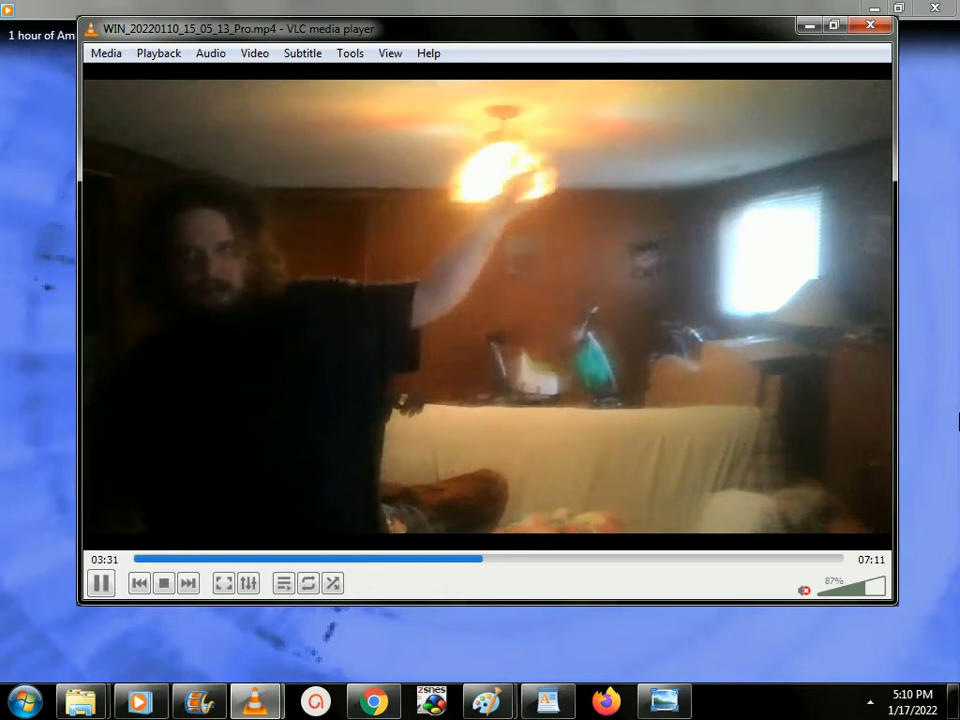 1 hour of Am
WIN_20220110_15_05_13_Pro.mp4 - VLC media player
Media Playback Audio Video Subtitle Tools View Help
03:31
07:11
87%
zsnes
5:10 PM
1/17/2022